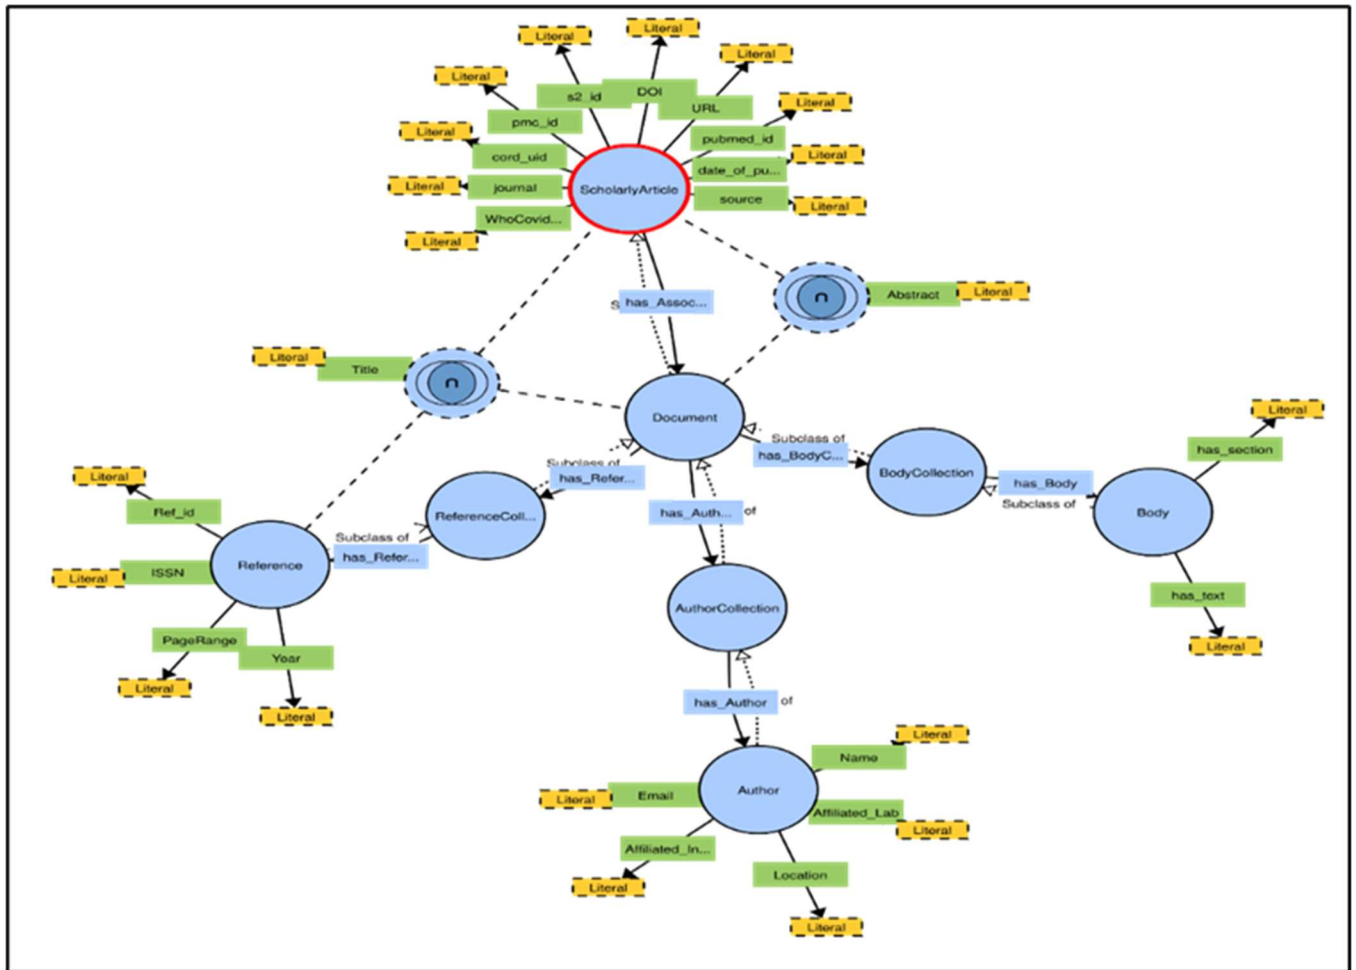 Literal
Literal
Literal
Literal
s2_id
DOI
URL
Literal
pmc_id
Literal
pubmed_id
cord_uid
Literal
date_of_pu...
Literal
journal
ScholarlyArticle
source
Literal
WhoCovid...
Literal
S
has_Assoc...
∩
Abstract
Literal
Literal
Title
∩
Document
Literal
Subclass of
has_BodyC...
has_section
Subclass of
has_Refer...
BodyCollection
has_Body
Subclass of
Body
Literal
Ref_id
ReferenceColl...
has_Auth...
of
Subclass of
has_Refer...
Reference
ISSN
Literal
has_text
Literal
AuthorCollection
PageRange
Year
Literal
Literal
has_Author
of
Literal
Name
Author
Email
Literal
Affiliated_Lab
Literal
Affiliated_In...
Literal
Location
Literal